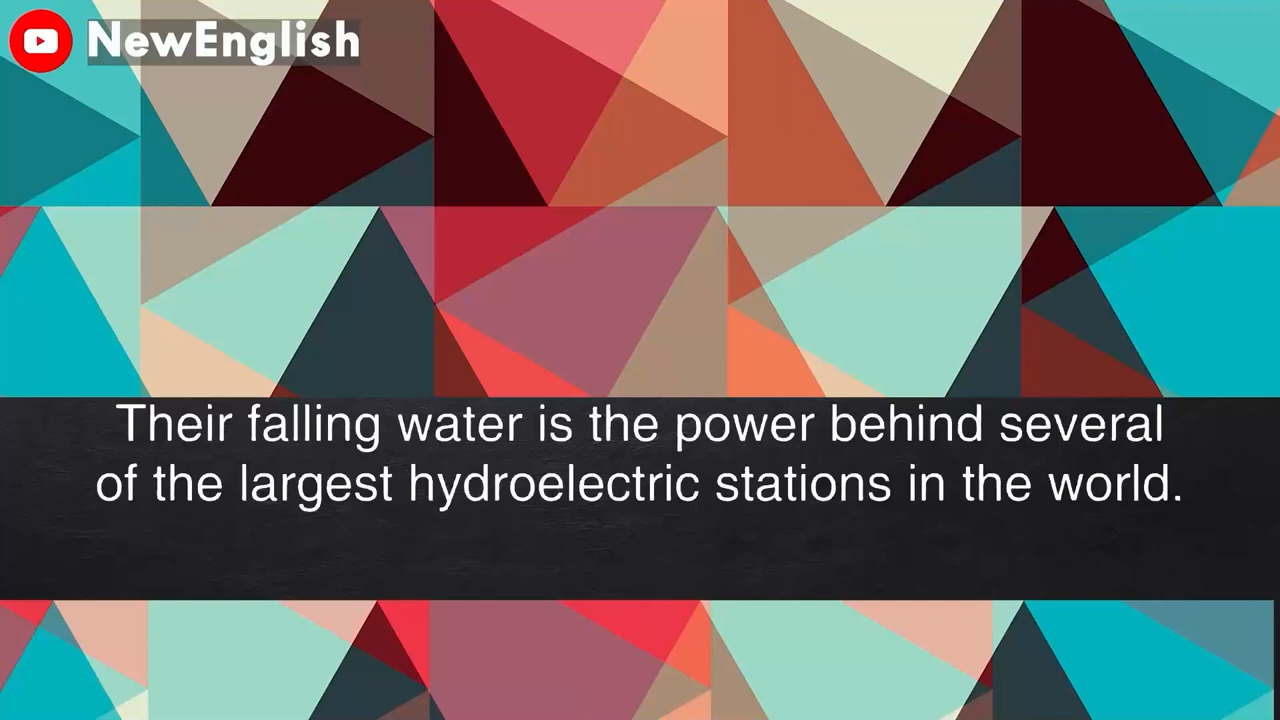 NewEnglish
Their falling water is the power behind several
of the largest hydroelectric stations in the world.